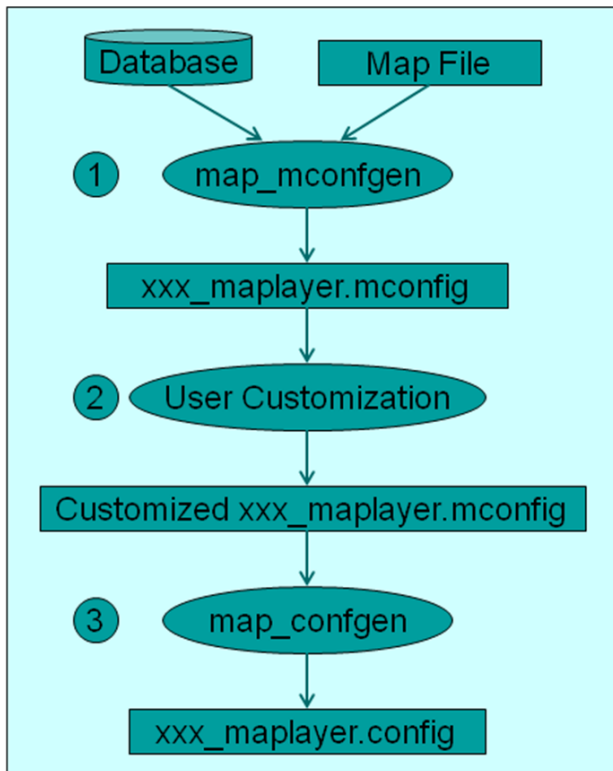 Database
Map File
1
map_mconfgen
xxx_maplayer.mconfig
2
User Customization
Customized xxx_maplayer.mconfig
3
map_confgen
xxx_maplayer.config